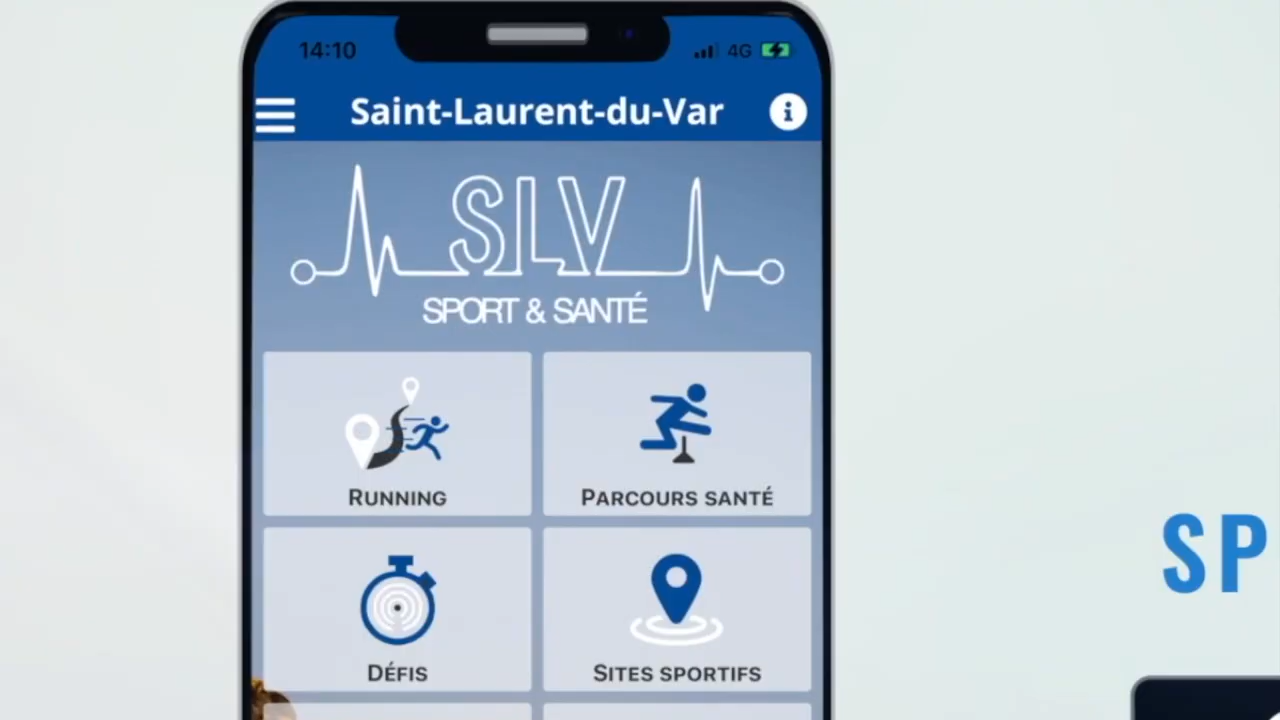 14:10 4G
Saint-Laurent-du-Var
SLV
SPORT & SANTÉ
RUNNING
PARCOURS SANTÉ
DÉFIS
SITES SPORTIFS
SP